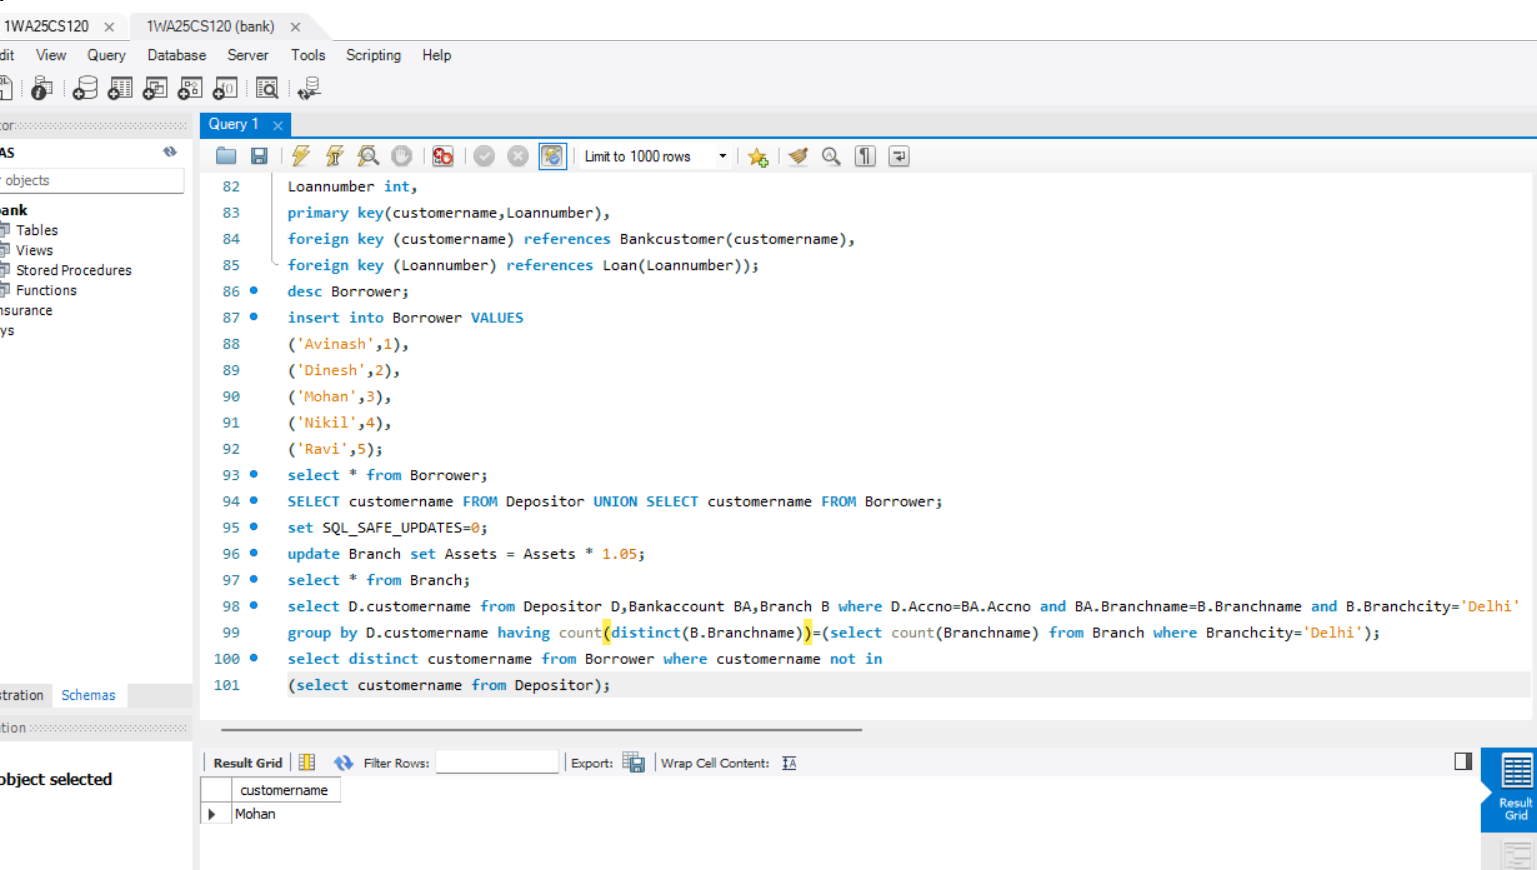 1WA25CS120 ×
1WA25CS120 (bank) ×
dit View Query Database Server Tools Scripting Help
tor
AS
r objects
ank
Tables
Views
Stored Procedures
Functions
nsurance
ys
stration Schemas
ation
object selected
Query 1 ×
Limit to 1000 rows
82 Loannumber int,
83 primary key(customername,Loannumber),
84 foreign key (customername) references Bankcustomer(customername),
85 foreign key (Loannumber) references Loan(Loannumber));
86 desc Borrower;
87 insert into Borrower VALUES
88 ('Avinash',1),
89 ('Dinesh',2),
90 ('Mohan',3),
91 ('Nikil',4),
92 ('Ravi',5);
93 select * from Borrower;
94 SELECT customername FROM Depositor UNION SELECT customername FROM Borrower;
95 set SQL_SAFE_UPDATES=0;
96 update Branch set Assets = Assets * 1.05;
97 select * from Branch;
98 select D.customername from Depositor D,Bankaccount BA,Branch B where D.Accno=BA.Accno and BA.Branchname=B.Branchname and B.Branchcity='Delhi'
99 group by D.customername having count(distinct(B.Branchname))=(select count(Branchname) from Branch where Branchcity='Delhi');
100 select distinct customername from Borrower where customername not in
101 (select customername from Depositor);
Result Grid Filter Rows: Export: Wrap Cell Content:
customername
Mohan
Result
Grid